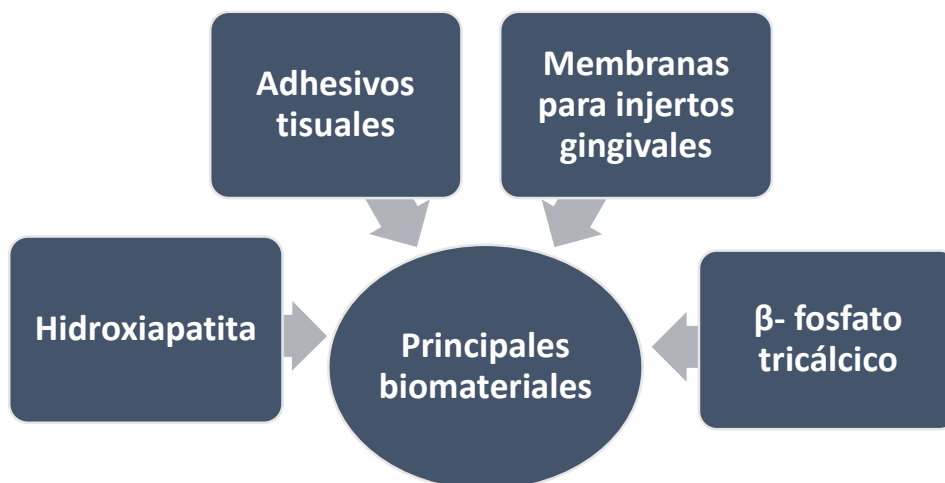 Adhesivos
tisuales
Membranas
para injertos
gingivales
Hidroxiapatita
Principales
biomateriales
β- fosfato
tricálcico